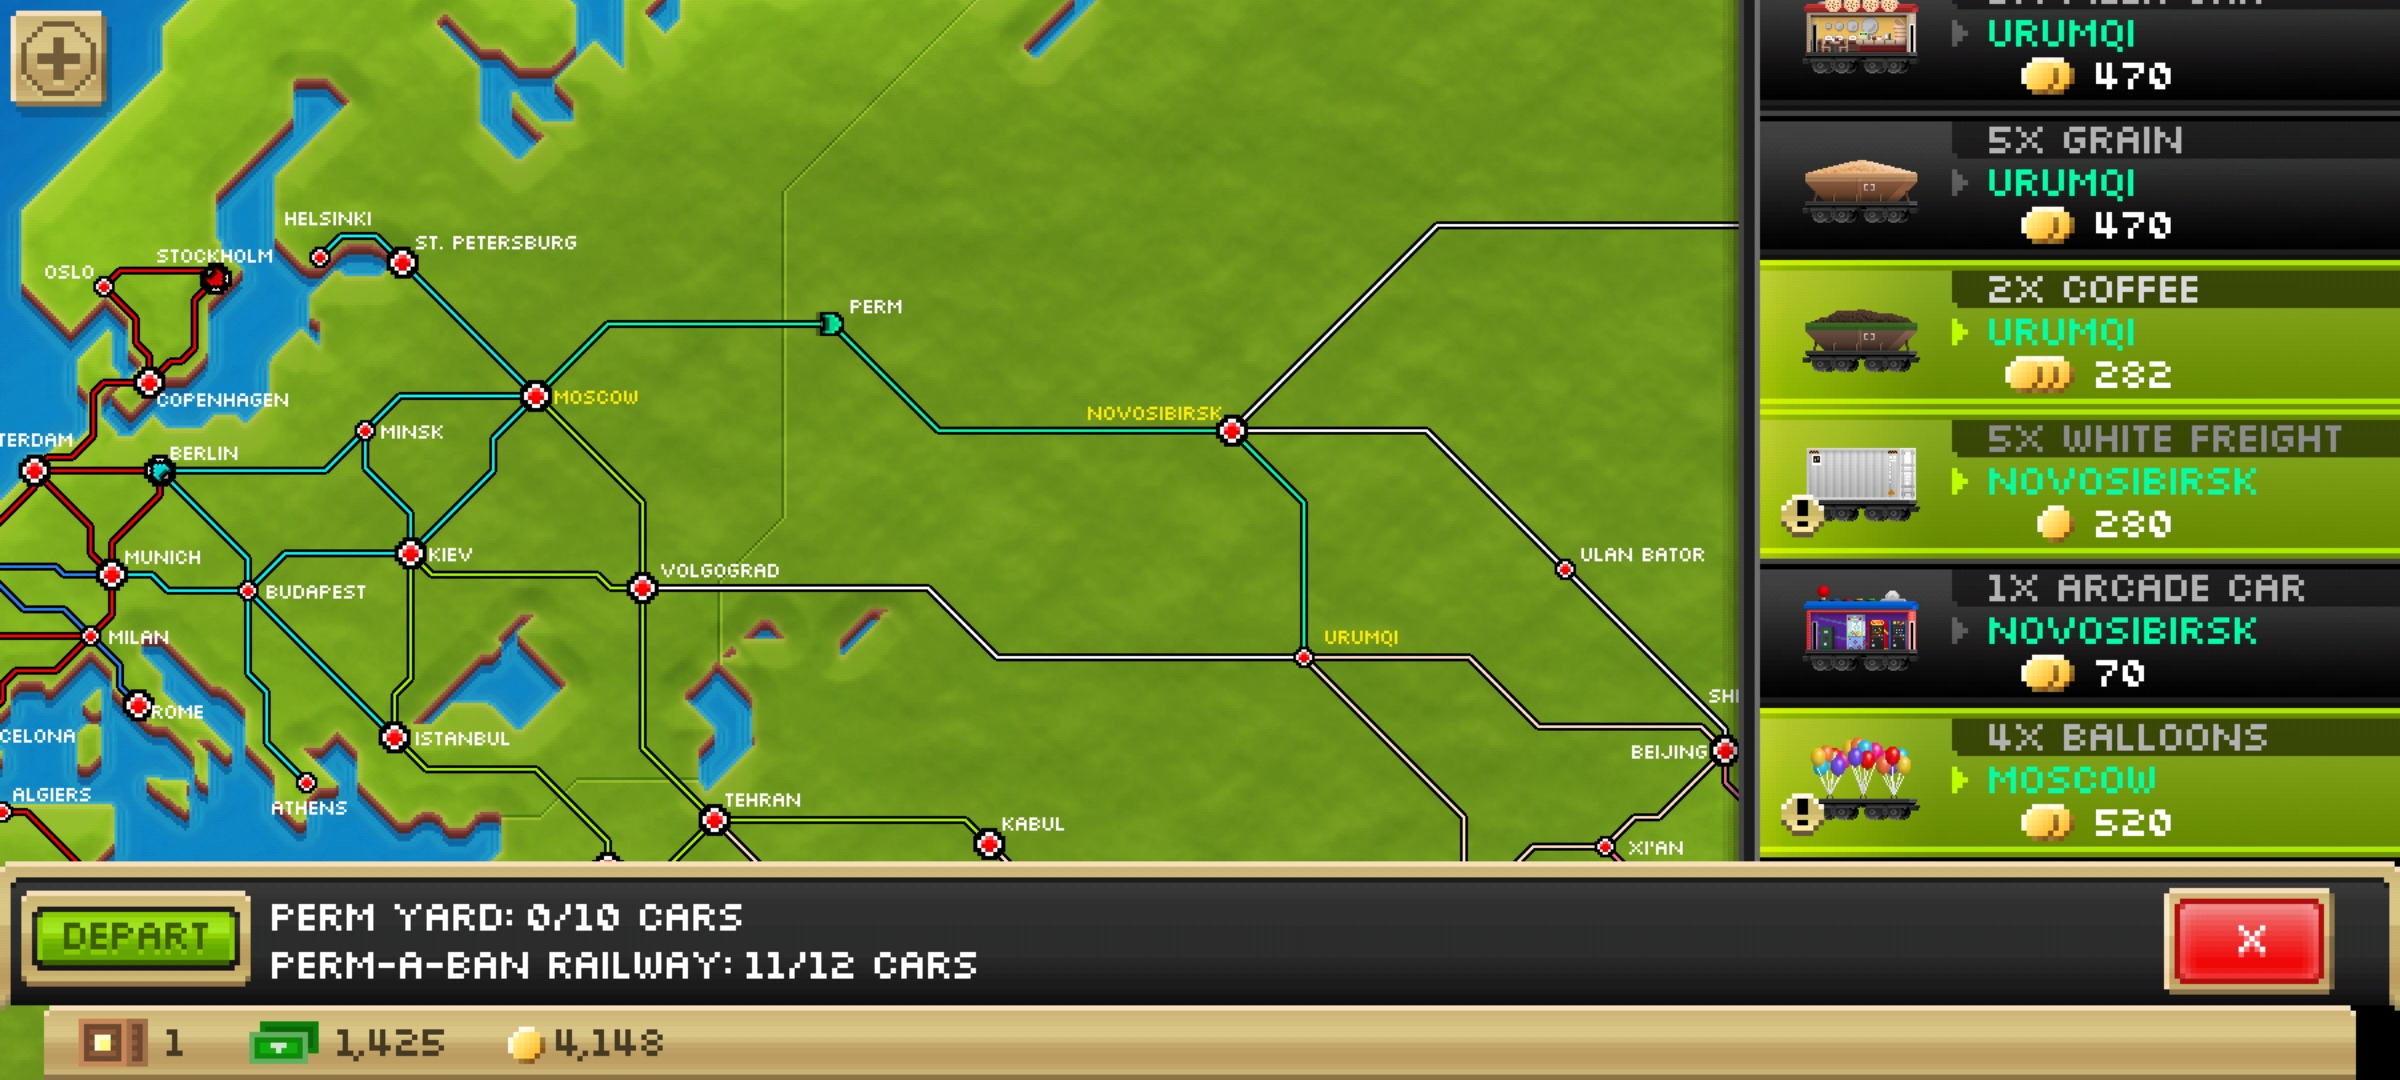 HELSINKI
ST. PETERSBURG
STOCKHOLM
OSLO
PERM
COPENHAGEN
MOSCOW
NOVOSIBIRSK
MINSK
TERDAM
BERLIN
ULAN BATOR
MUNICH
KIEV
VOLGOGRAD
BUDAPEST
MILAN
URUMQI
SH
ROME
CELONA
ISTANBUL
BEIJING
ALGIERS
ATHENS
TEHRAN
KABUL
XI'AN
URUMQI
470
5X GRAIN
URUMQI
470
2X COFFEE
URUMQI
282
5X WHITE FREIGHT
NOVOSIBIRSK
280
1X ARCADE CAR
NOVOSIBIRSK
70
4X BALLOONS
MOSCOW
520
DEPART
PERM YARD: 0/10 CARS
PERM-A-BAN RAILWAY: 11/12 CARS
X
1
1,425
4,148